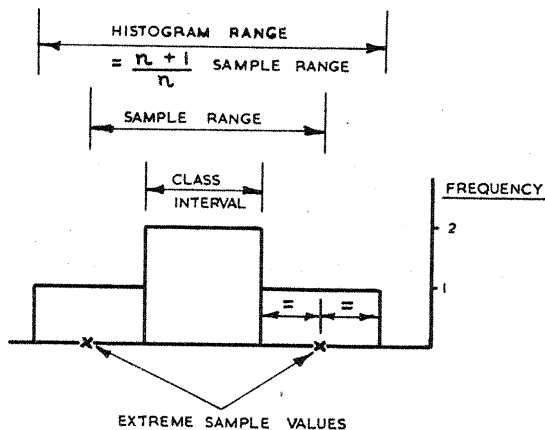 HISTOGRAM RANGE
= n + 1 / n SAMPLE RANGE
SAMPLE RANGE
CLASS
INTERVAL
FREQUENCY
2
1
= =
EXTREME SAMPLE VALUES